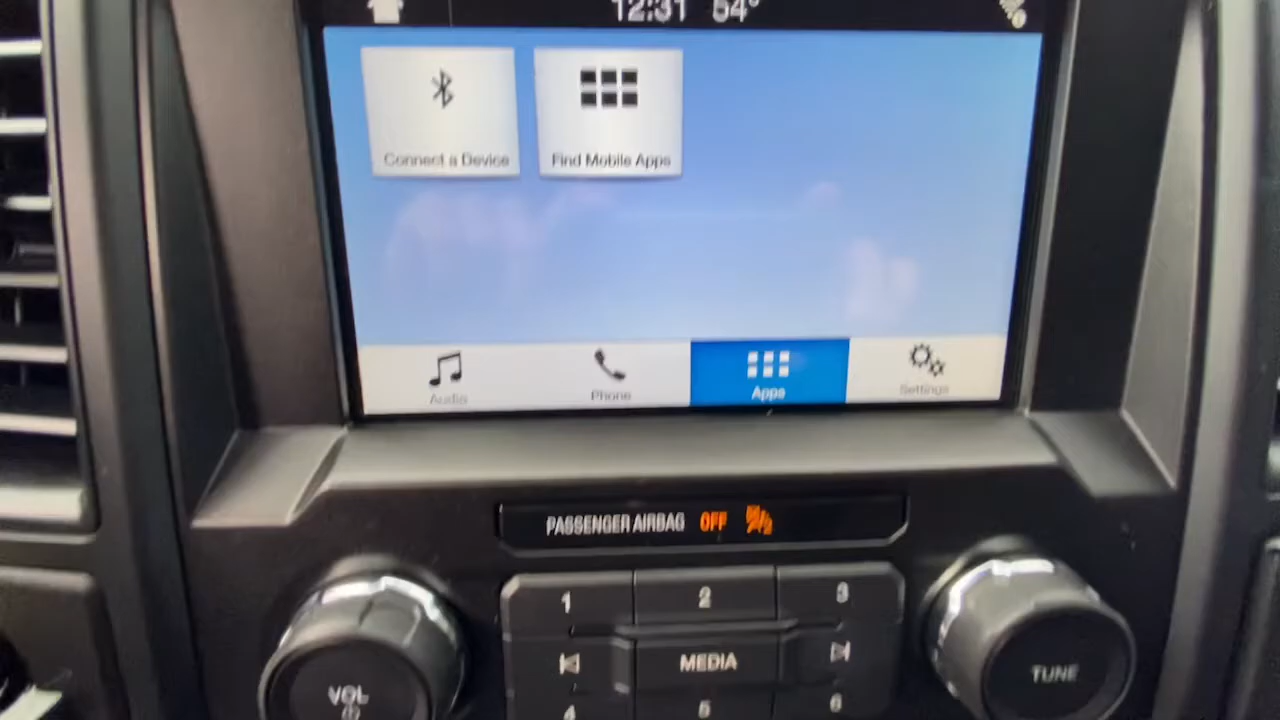 12:31 54°
Connect a Device Find Mobile Apps
Audio Phone Apps Settings
PASSENGER AIRBAG OFF
1 2 3
MEDIA
VOL TUNE
4 5 6